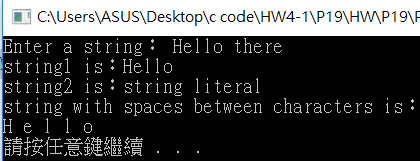 C:\Users\ASUS\Desktop\c code\HW4-1\P19\HW\P19\P
Enter a string： Hello there
string1 is：Hello
string2 is：string literal
string with spaces between characters is：
H e l l o
請按任意鍵繼續 . . .